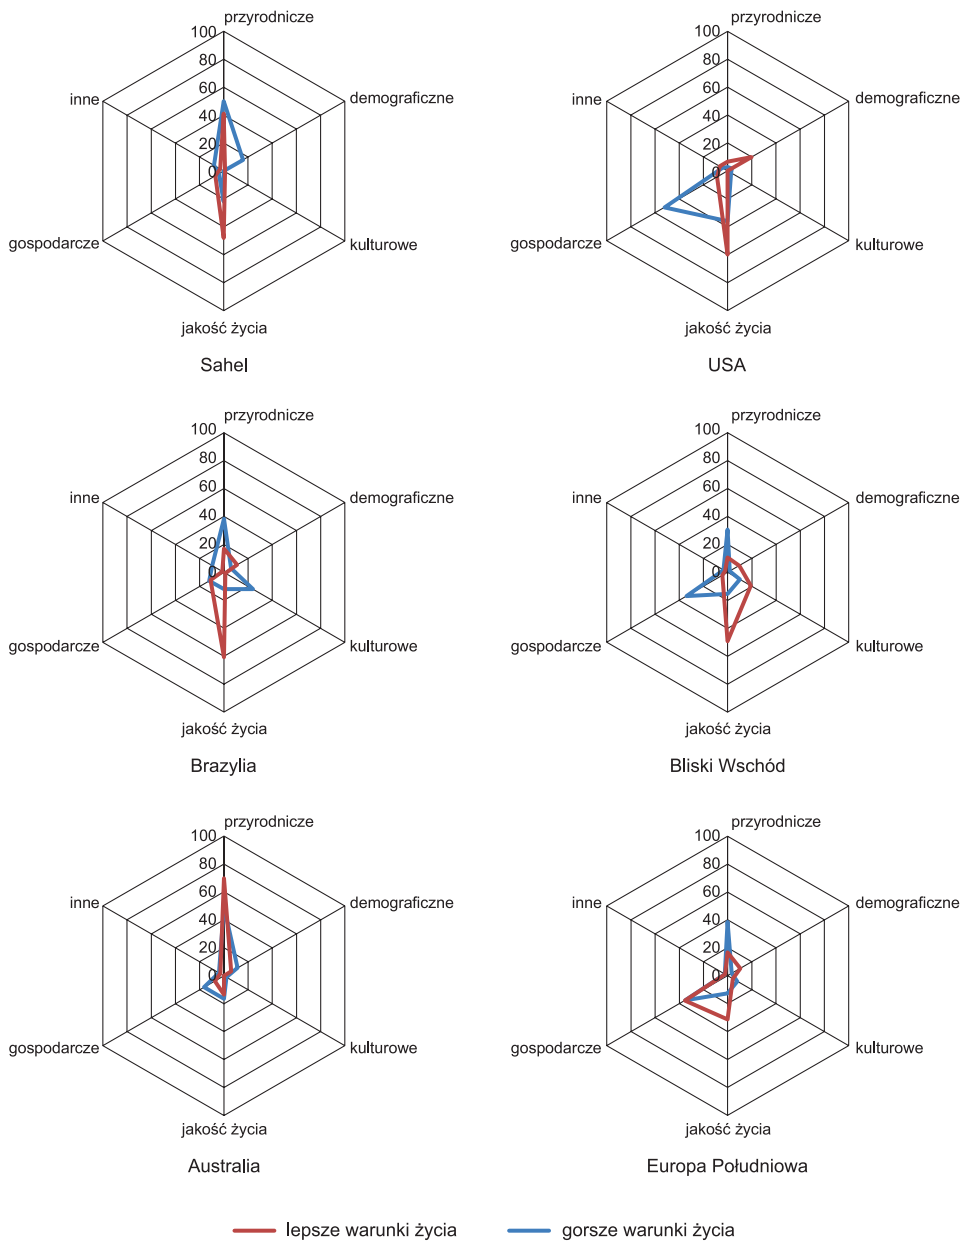 przyrodnicze
100
80
60
40
20
0
inne
demograficzne
gospodarcze
kulturowe
jakość życia
Sahel
przyrodnicze
100
80
60
40
20
0
inne
demograficzne
gospodarcze
kulturowe
jakość życia
USA
przyrodnicze
100
80
60
40
20
0
inne
demograficzne
gospodarcze
kulturowe
jakość życia
Brazylia
przyrodnicze
100
80
60
40
20
0
inne
demograficzne
gospodarcze
kulturowe
jakość życia
Bliski Wschód
przyrodnicze
100
80
60
40
20
0
inne
demograficzne
gospodarcze
kulturowe
jakość życia
Australia
przyrodnicze
100
80
60
40
20
0
inne
demograficzne
gospodarcze
kulturowe
jakość życia
Europa Południowa
lepsze warunki życia
gorsze warunki życia